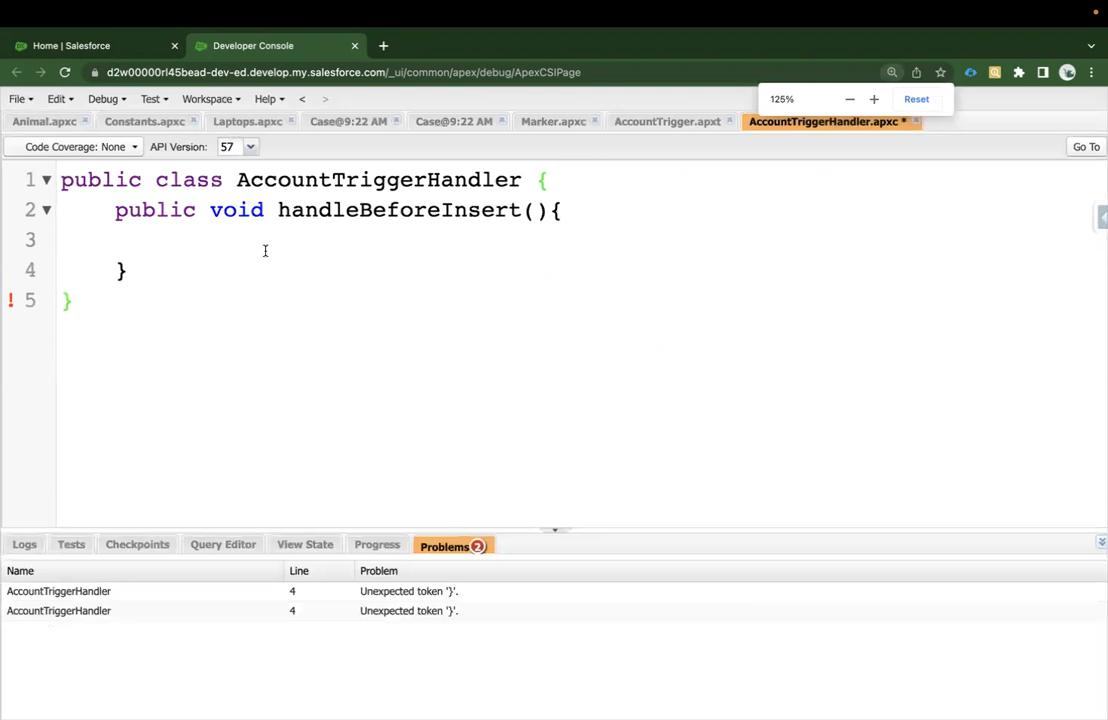 Home | Salesforce
Developer Console
d2w00000rl45bead-dev-ed.develop.my.salesforce.com/_ui/common/apex/debug/ApexCSIPage
125%
Reset
File Edit Debug Test Workspace Help < >
Animal.apxc Constants.apxc Laptops.apxc Case@9:22 AM Case@9:22 AM Marker.apxc AccountTrigger.apxt AccountTriggerHandler.apxc *
Code Coverage: None API Version: 57 Go To
1 public class AccountTriggerHandler {
2 public void handleBeforeInsert(){
3
4 }
! 5 }
Logs Tests Checkpoints Query Editor View State Progress Problems 2
Name Line Problem
AccountTriggerHandler 4 Unexpected token '}'.
AccountTriggerHandler 4 Unexpected token '}'.